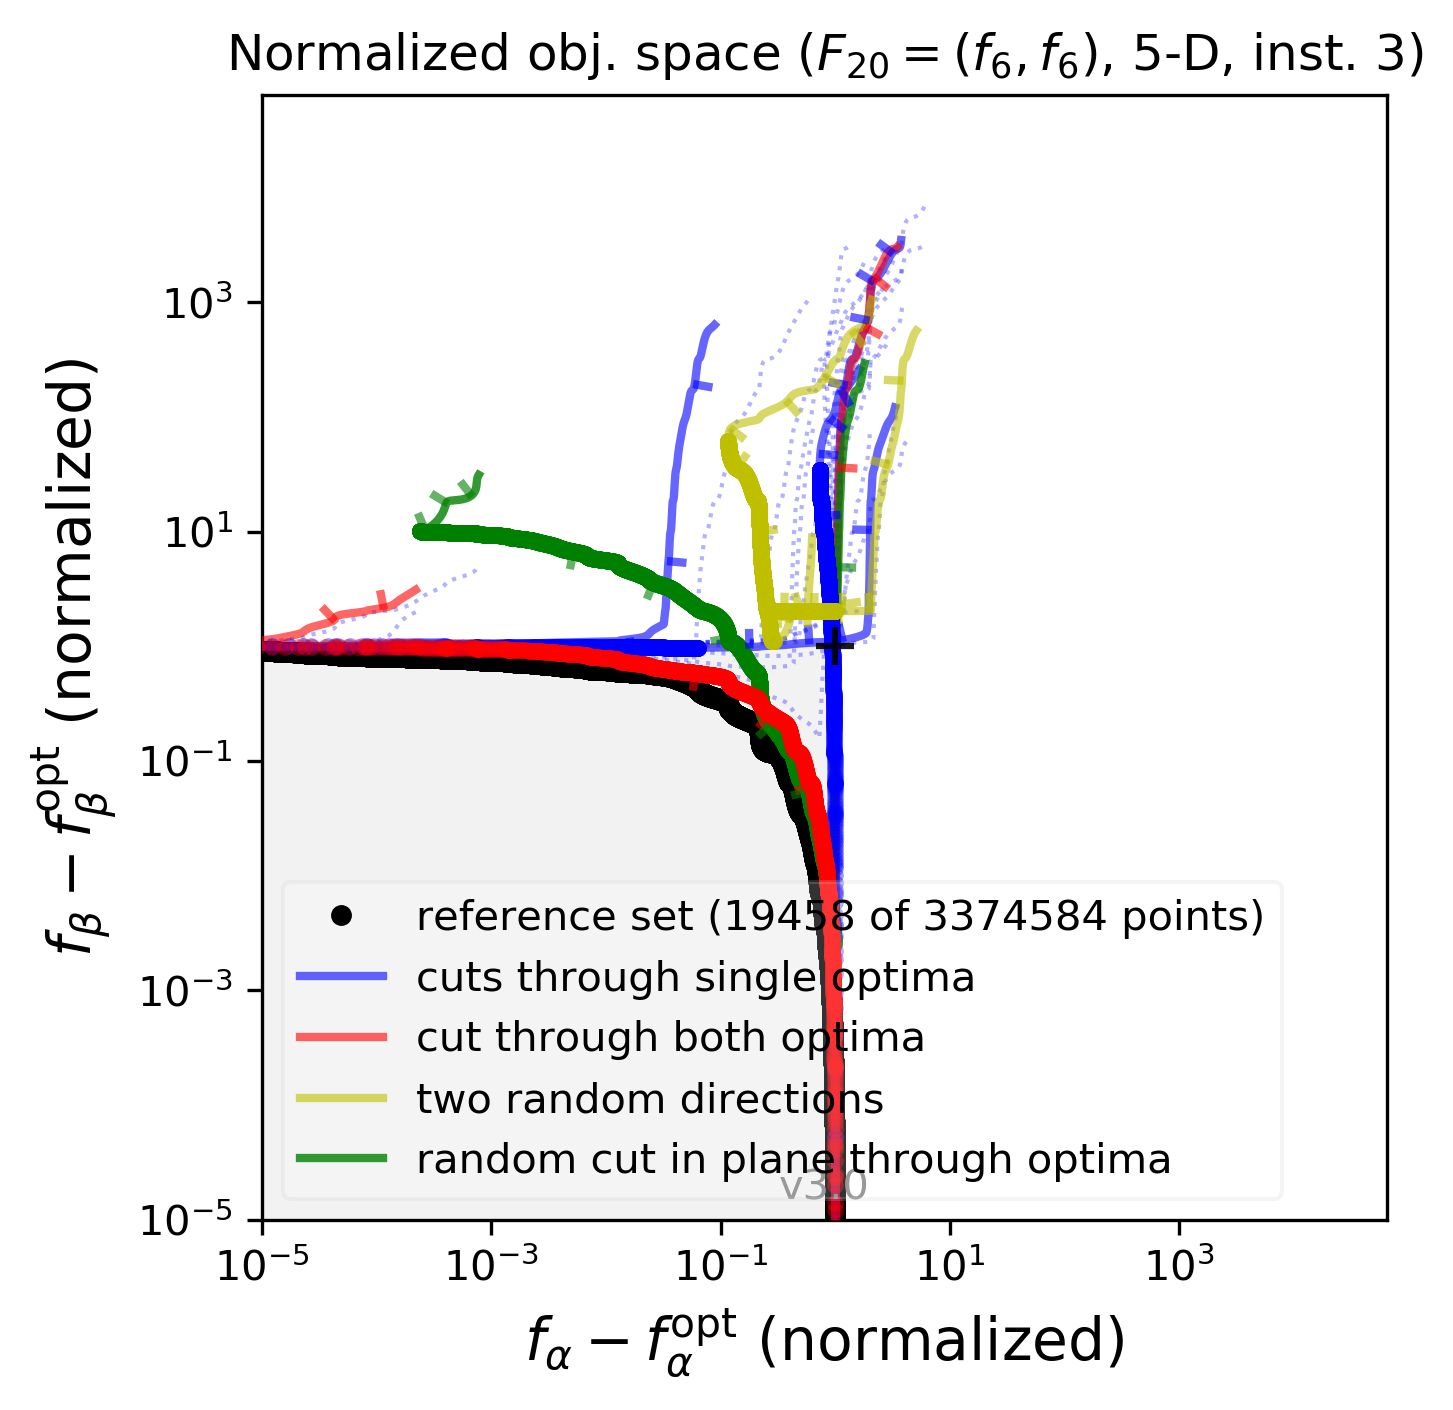 Normalized obj. space (F₂₀ = (f₆, f₆), 5-D, inst. 3)
10³
10¹
10⁻¹
10⁻³
10⁻⁵
f_β − f_β^opt (normalized)
reference set (19458 of 3374584 points)
cuts through single optima
cut through both optima
two random directions
random cut in plane through optima
v3.0
10⁻⁵ 10⁻³ 10⁻¹ 10¹ 10³
f_α − f_α^opt (normalized)